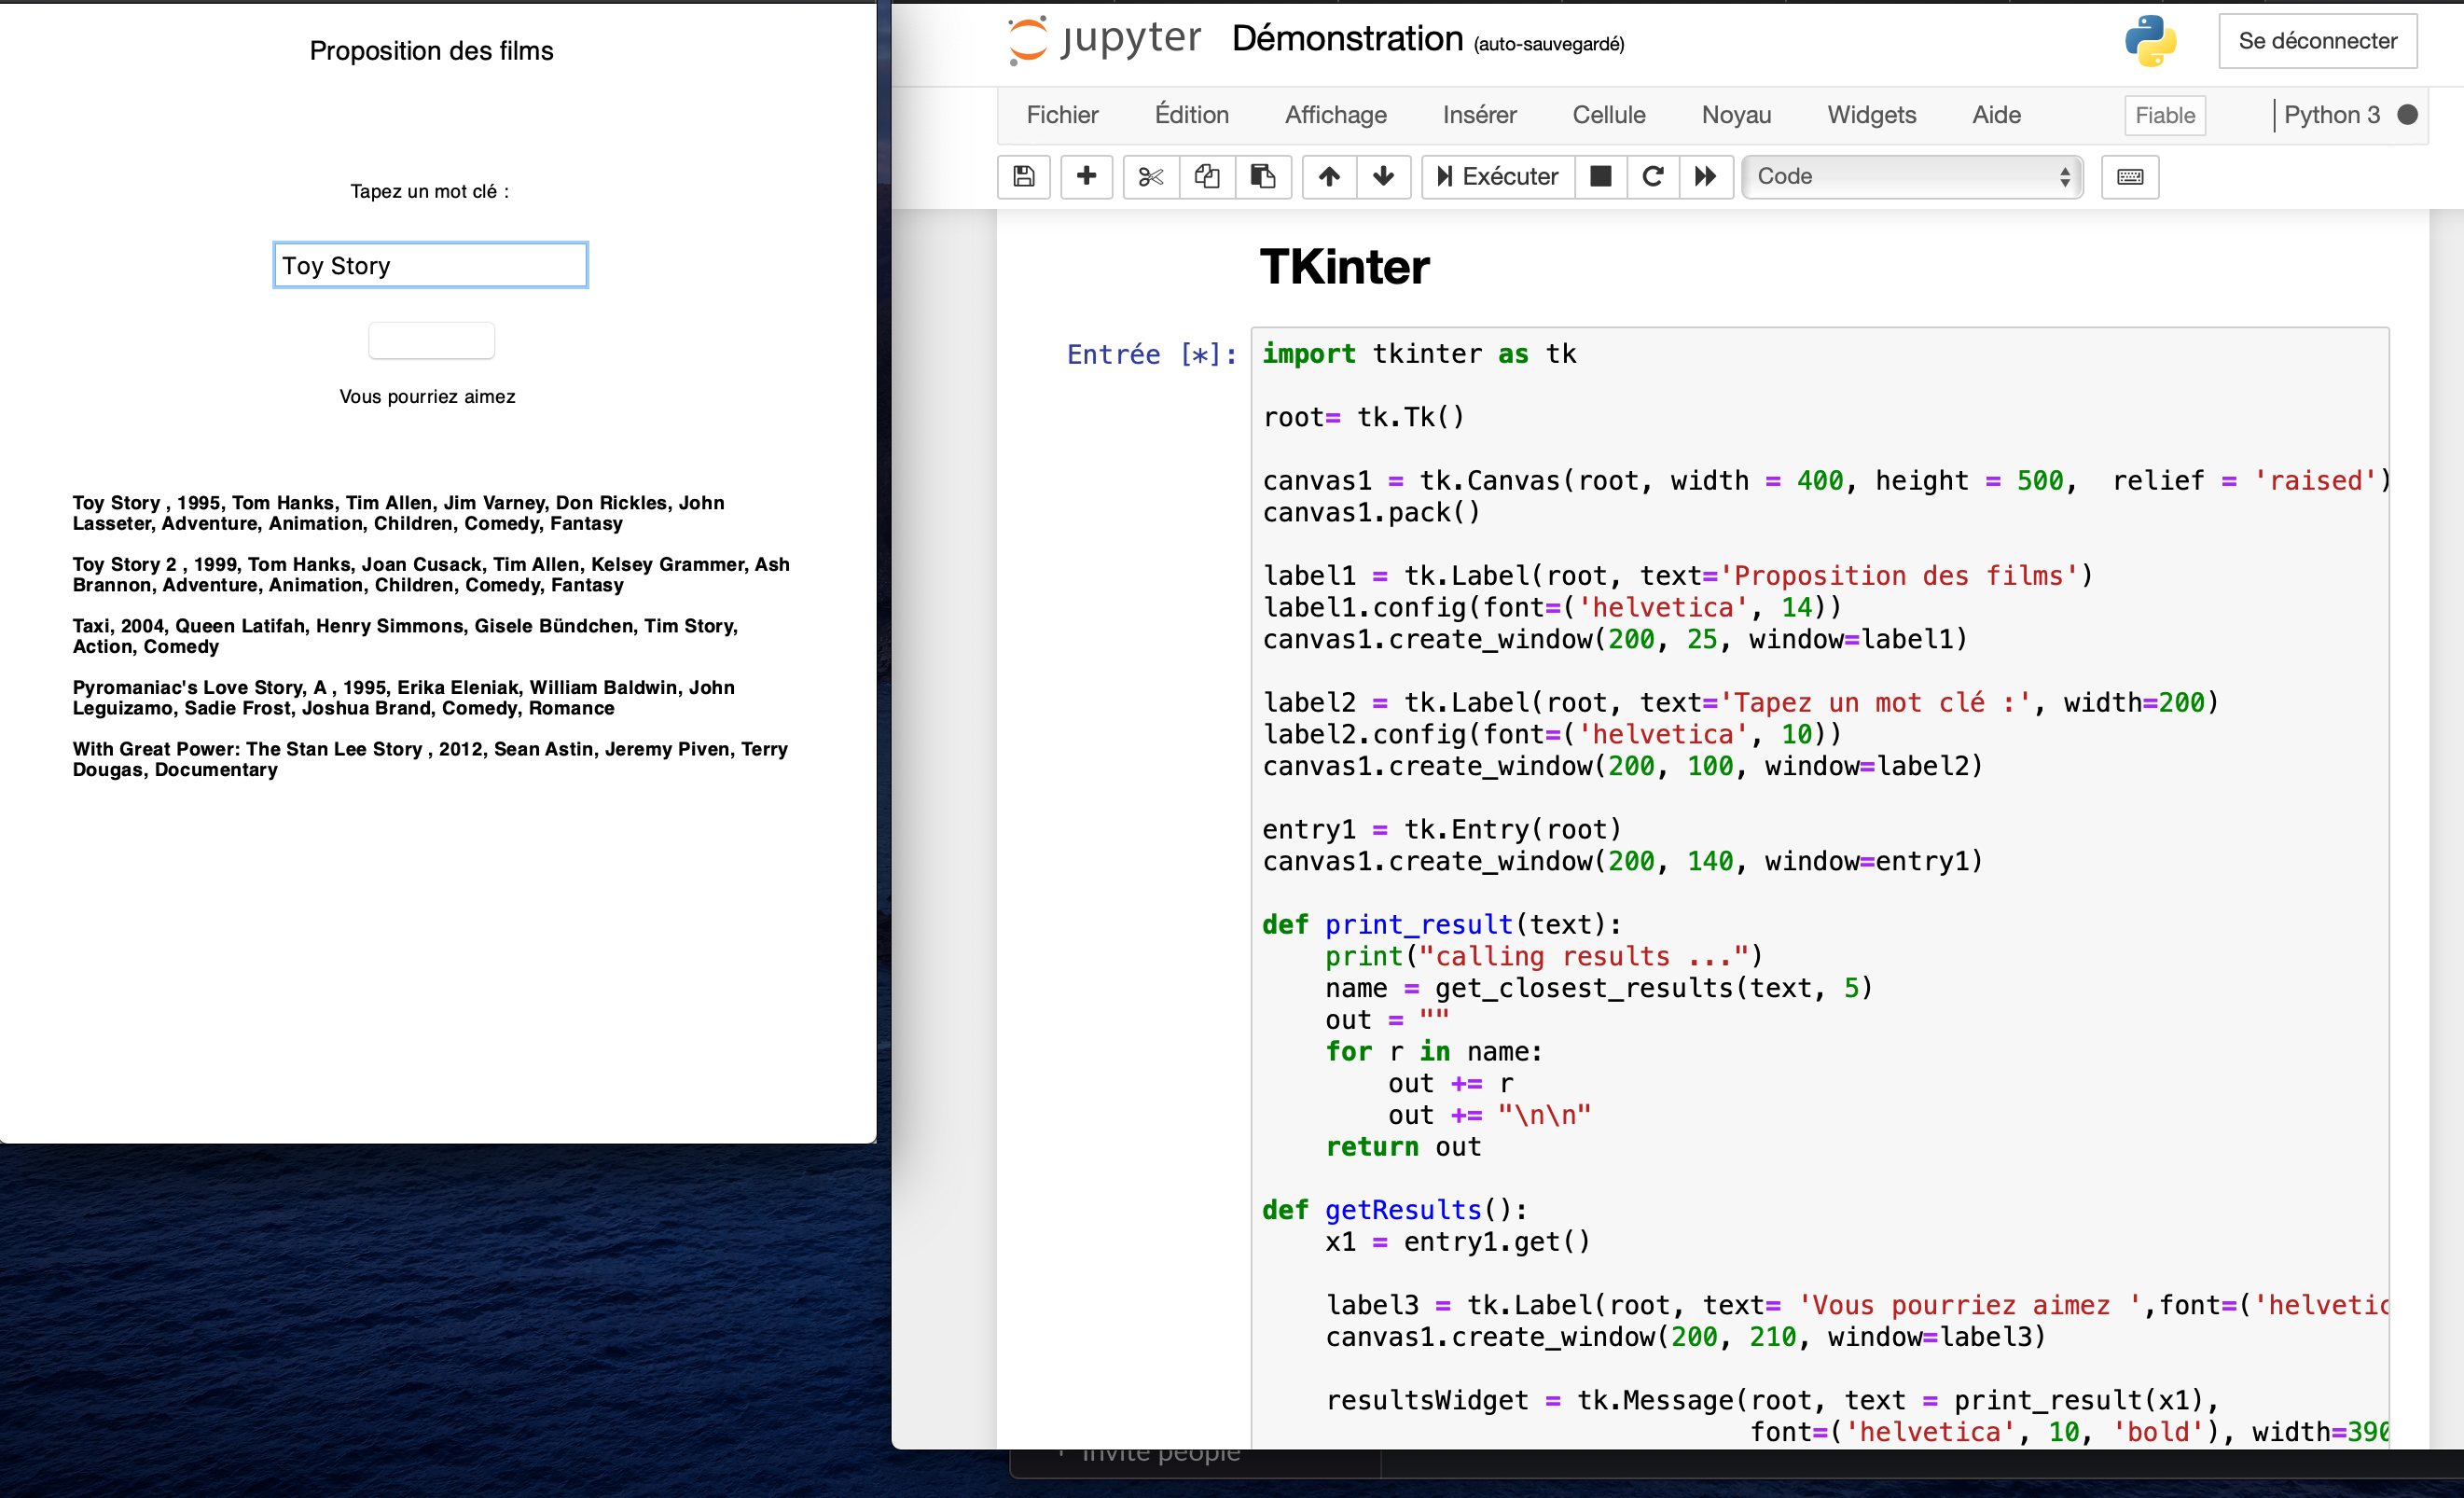 Proposition des films
Tapez un mot clé :
Toy Story
Vous pourriez aimez
Toy Story , 1995, Tom Hanks, Tim Allen, Jim Varney, Don Rickles, John
Lasseter, Adventure, Animation, Children, Comedy, Fantasy
Toy Story 2 , 1999, Tom Hanks, Joan Cusack, Tim Allen, Kelsey Grammer, Ash
Brannon, Adventure, Animation, Children, Comedy, Fantasy
Taxi, 2004, Queen Latifah, Henry Simmons, Gisele Bündchen, Tim Story,
Action, Comedy
Pyromaniac's Love Story, A , 1995, Erika Eleniak, William Baldwin, John
Leguizamo, Sadie Frost, Joshua Brand, Comedy, Romance
With Great Power: The Stan Lee Story , 2012, Sean Astin, Jeremy Piven, Terry
Dougas, Documentary
jupyter Démonstration (auto-sauvegardé)
Se déconnecter
Fichier Édition Affichage Insérer Cellule Noyau Widgets Aide Fiable Python 3
Exécuter Code
TKinter
Entrée [*]:
import tkinter as tk
root= tk.Tk()
canvas1 = tk.Canvas(root, width = 400, height = 500,  relief = 'raised')
canvas1.pack()
label1 = tk.Label(root, text='Proposition des films')
label1.config(font=('helvetica', 14))
canvas1.create_window(200, 25, window=label1)
label2 = tk.Label(root, text='Tapez un mot clé :', width=200)
label2.config(font=('helvetica', 10))
canvas1.create_window(200, 100, window=label2)
entry1 = tk.Entry(root)
canvas1.create_window(200, 140, window=entry1)
def print_result(text):
    print("calling results ...")
    name = get_closest_results(text, 5)
    out = ""
    for r in name:
        out += r
        out += "\n\n"
    return out
def getResults():
    x1 = entry1.get()
    label3 = tk.Label(root, text= 'Vous pourriez aimez ',font=('helvetic
    canvas1.create_window(200, 210, window=label3)
    resultsWidget = tk.Message(root, text = print_result(x1),
font=('helvetica', 10, 'bold'), width=390
Invite people